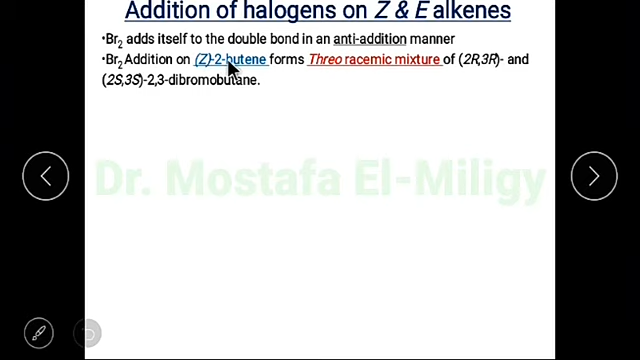 Addition of halogens on Z & E alkenes
•Br2 adds itself to the double bond in an anti-addition manner
•Br2 Addition on (Z)-2-butene forms Threo racemic mixture of (2R,3R)- and
(2S,3S)-2,3-dibromobutane.
Dr. Mostafa El-Miligy